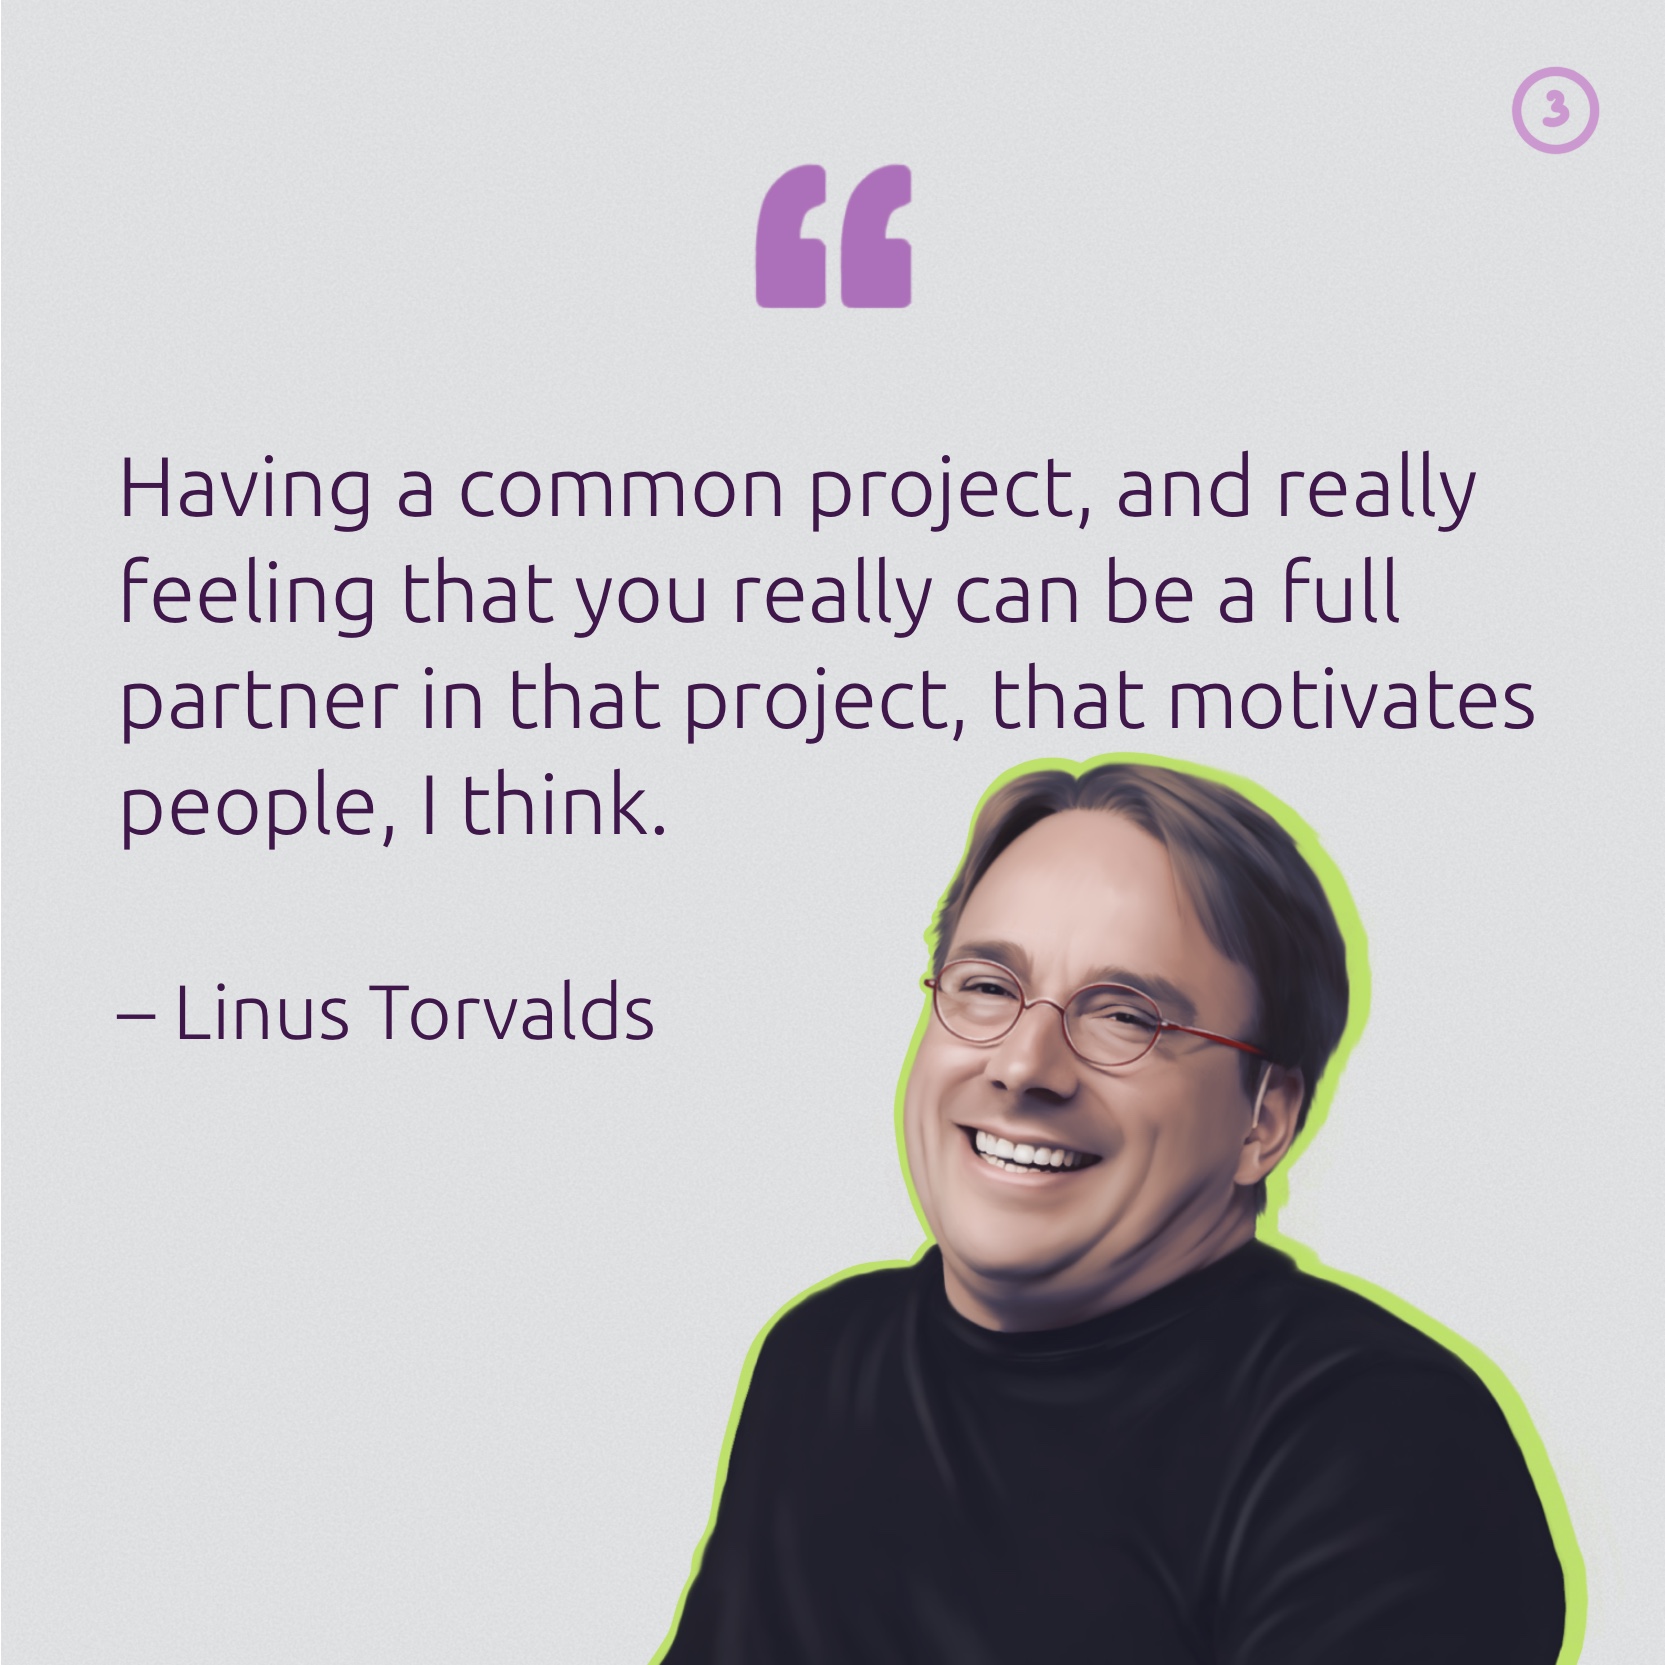 3
“
Having a common project, and really
feeling that you really can be a full
partner in that project, that motivates
people, I think.
– Linus Torvalds